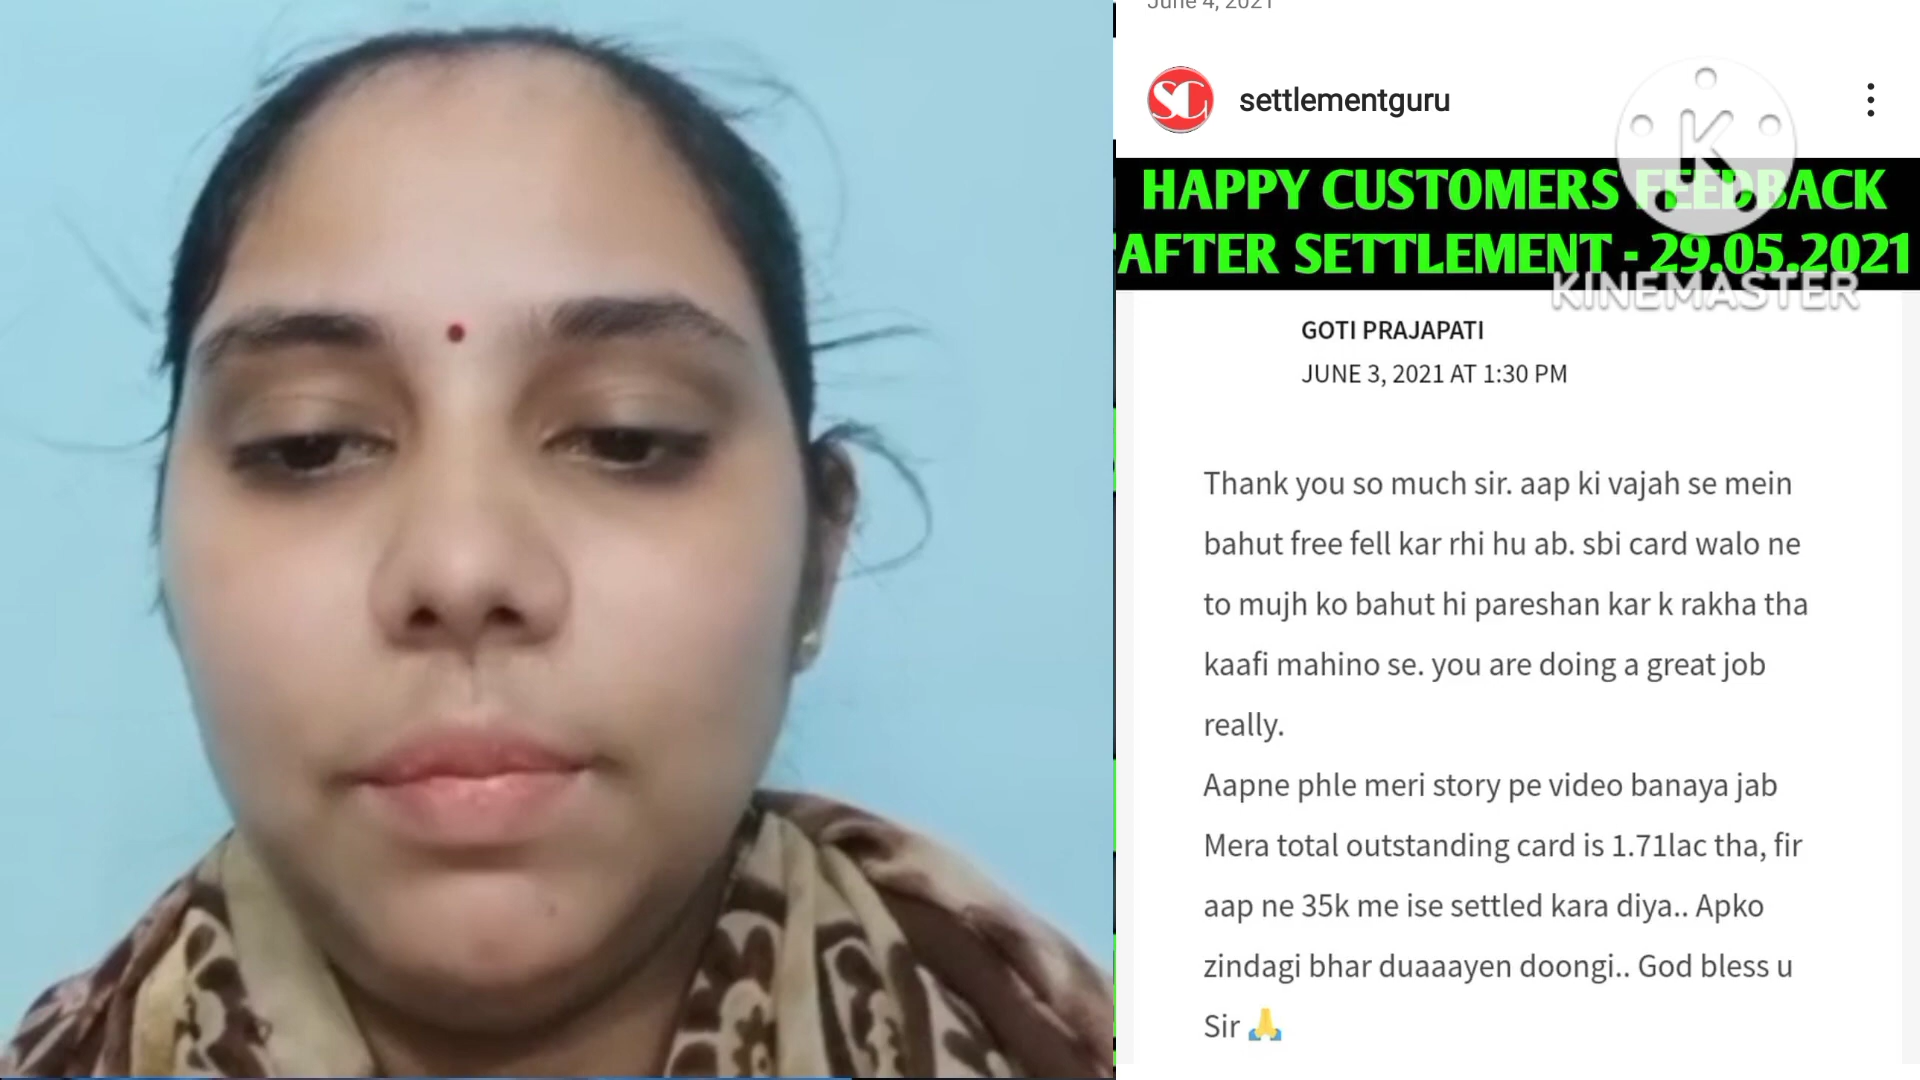 June 4, 2021
SG
settlementguru
K
HAPPY CUSTOMERS FEEDBACK
AFTER SETTLEMENT - 29.05.2021
KINEMASTER
GOTI PRAJAPATI
JUNE 3, 2021 AT 1:30 PM
Thank you so much sir. aap ki vajah se mein
bahut free fell kar rhi hu ab. sbi card walo ne
to mujh ko bahut hi pareshan kar k rakha tha
kaafi mahino se. you are doing a great job
really.
Aapne phle meri story pe video banaya jab
Mera total outstanding card is 1.71lac tha, fir
aap ne 35k me ise settled kara diya.. Apko
zindagi bhar duaaayen doongi.. God bless u
Sir 🙏